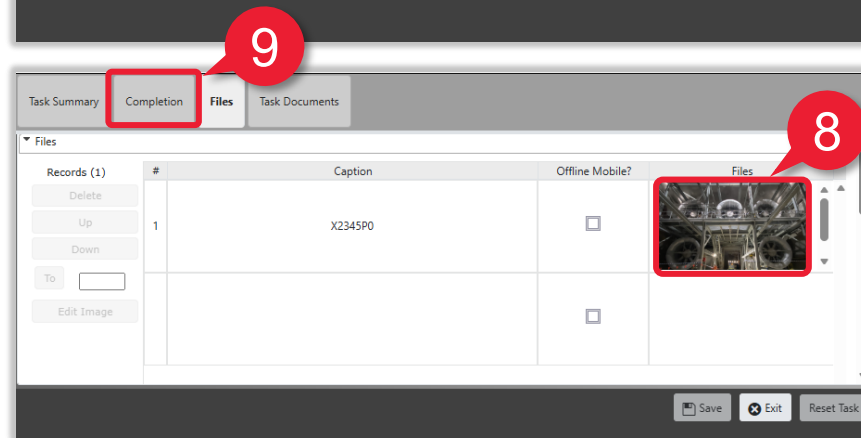 9
Task Summary Completion Files Task Documents
8
Files
Records (1) # Caption Offline Mobile? Files
Delete
Up
1 X2345P0
Down
To
Edit Image
Save Exit Reset Task